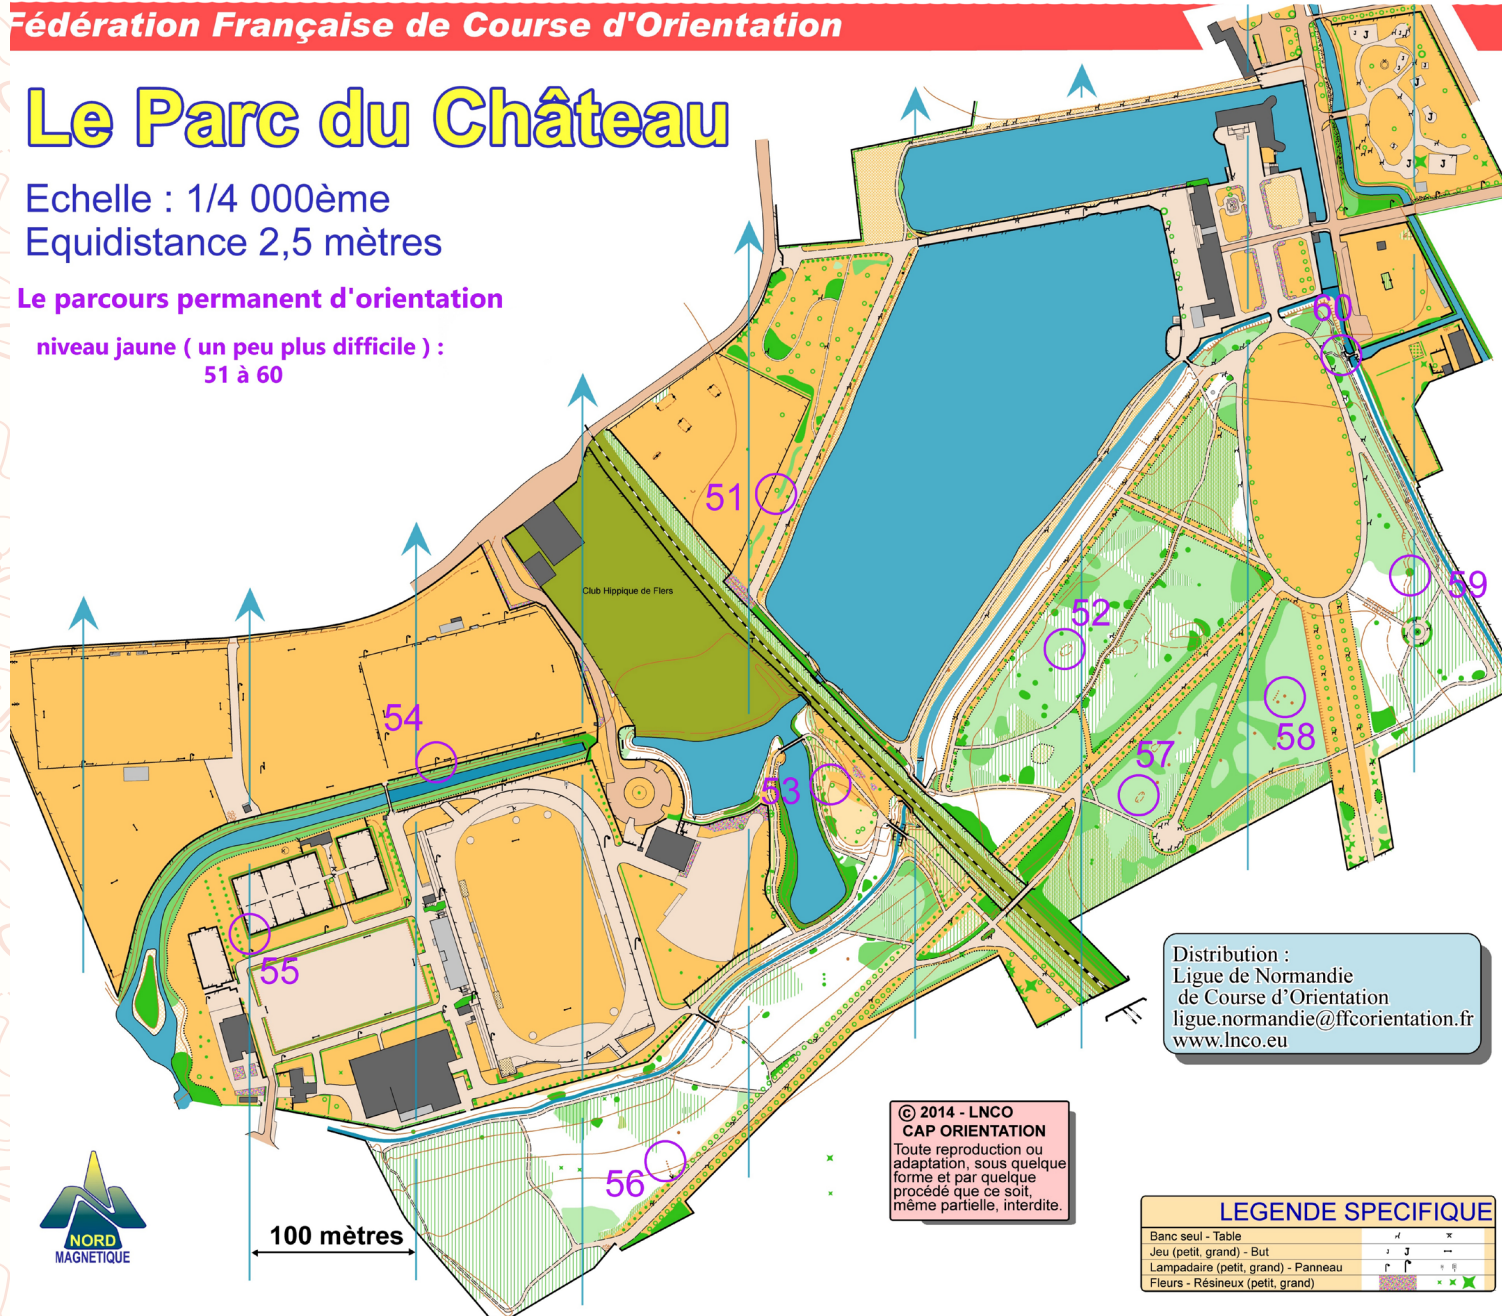 Fédération Française de Course d'Orientation
Le Parc du Château
Echelle : 1/4 000ème
Equidistance 2,5 mètres
Le parcours permanent d'orientation
niveau jaune ( un peu plus difficile ) :
51 à 60
60
51
Club Hippique de Flers
59
52
54
58
57
53
55
56
Distribution :
Ligue de Normandie
de Course d'Orientation
ligue.normandie@ffcorientation.fr
www.lnco.eu
© 2014 - LNCO
CAP ORIENTATION
Toute reproduction ou
adaptation, sous quelque
forme et par quelque
procédé que ce soit,
même partielle, interdite.
NORD
MAGNETIQUE
100 mètres
LEGENDE SPECIFIQUE
Banc seul - Table
Jeu (petit, grand) - But
Lampadaire (petit, grand) - Panneau
Fleurs - Résineux (petit, grand)